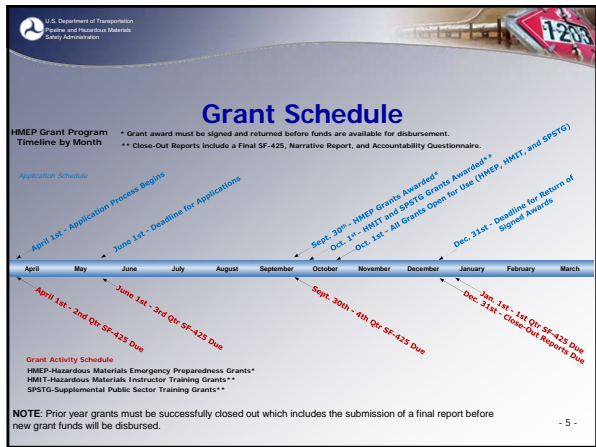 U.S. Department of Transportation
Pipeline and Hazardous Materials
Safety Administration
1203
Grant Schedule
HMEP Grant Program
Timeline by Month
* Grant award must be signed and returned before funds are available for disbursement.
** Close-Out Reports include a Final SF-425, Narrative Report, and Accountability Questionnaire.
Application Schedule
April 1st - Application Process Begins
June 1st - Deadline for Applications
Sept. 30th - HMEP Grants Awarded*
Oct. 1st - HMIT and SPSTG Grants Awarded**
Oct. 1st - All Grants Open for Use (HMEP, HMIT, and SPSTG)
Dec. 31st - Deadline for Return of
Signed Awards
April May June July August September October November December January February March
April 1st - 2nd Qtr SF-425 Due
June 1st - 3rd Qtr SF-425 Due
Sept. 30th - 4th Qtr SF-425 Due
Jan. 1st - 1st Qtr SF-425 Due
Dec. 31st - Close-Out Reports Due
Grant Activity Schedule
HMEP-Hazardous Materials Emergency Preparedness Grants*
HMIT-Hazardous Materials Instructor Training Grants**
SPSTG-Supplemental Public Sector Training Grants**
NOTE: Prior year grants must be successfully closed out which includes the submission of a final report before
new grant funds will be disbursed.
- 5 -